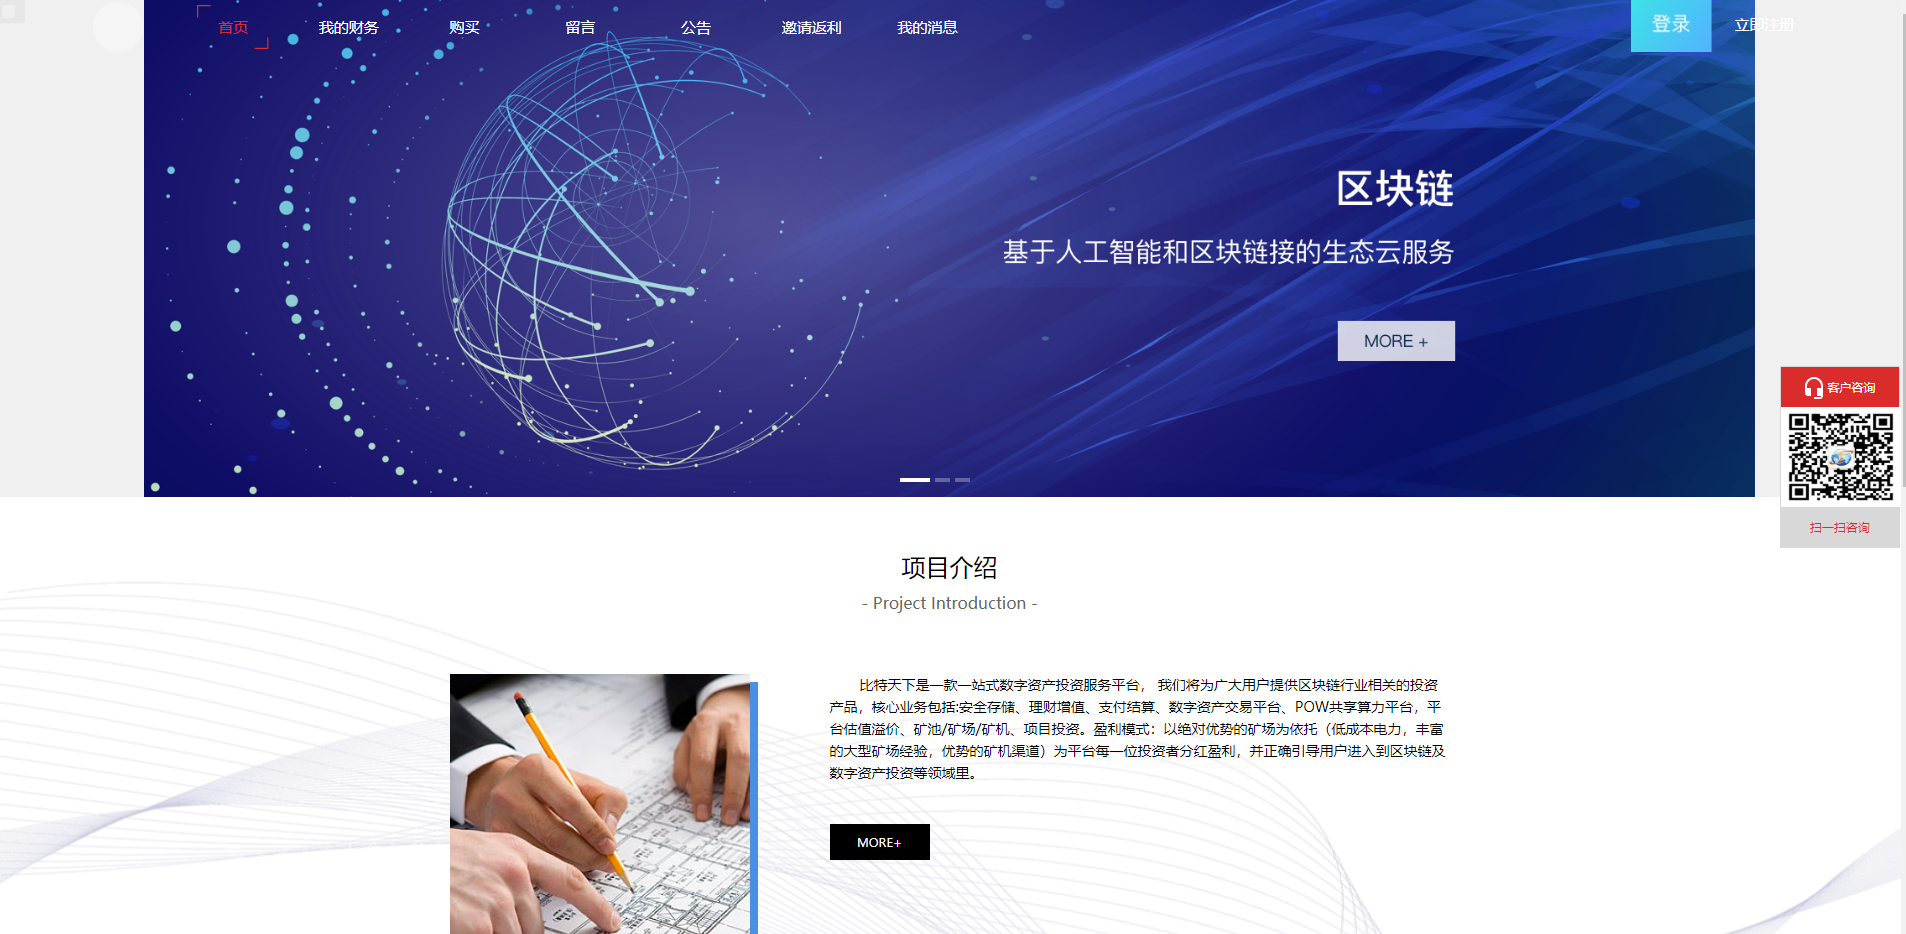 首页
我的财务
购买
留言
公告
邀请返利
我的消息
登录
立即注册
区块链
基于人工智能和区块链接的生态云服务
MORE +
客户咨询
扫一扫咨询
项目介绍
- Project Introduction -
比特天下是一款一站式数字资产投资服务平台， 我们将为广大用户提供区块链行业相关的投资
产品，核心业务包括:安全存储、理财增值、支付结算、数字资产交易平台、POW共享算力平台，平
台估值溢价、矿池/矿场/矿机、项目投资。盈利模式：以绝对优势的矿场为依托（低成本电力，丰富
的大型矿场经验，优势的矿机渠道）为平台每一位投资者分红盈利，并正确引导用户进入到区块链及
数字资产投资等领域里。
MORE+